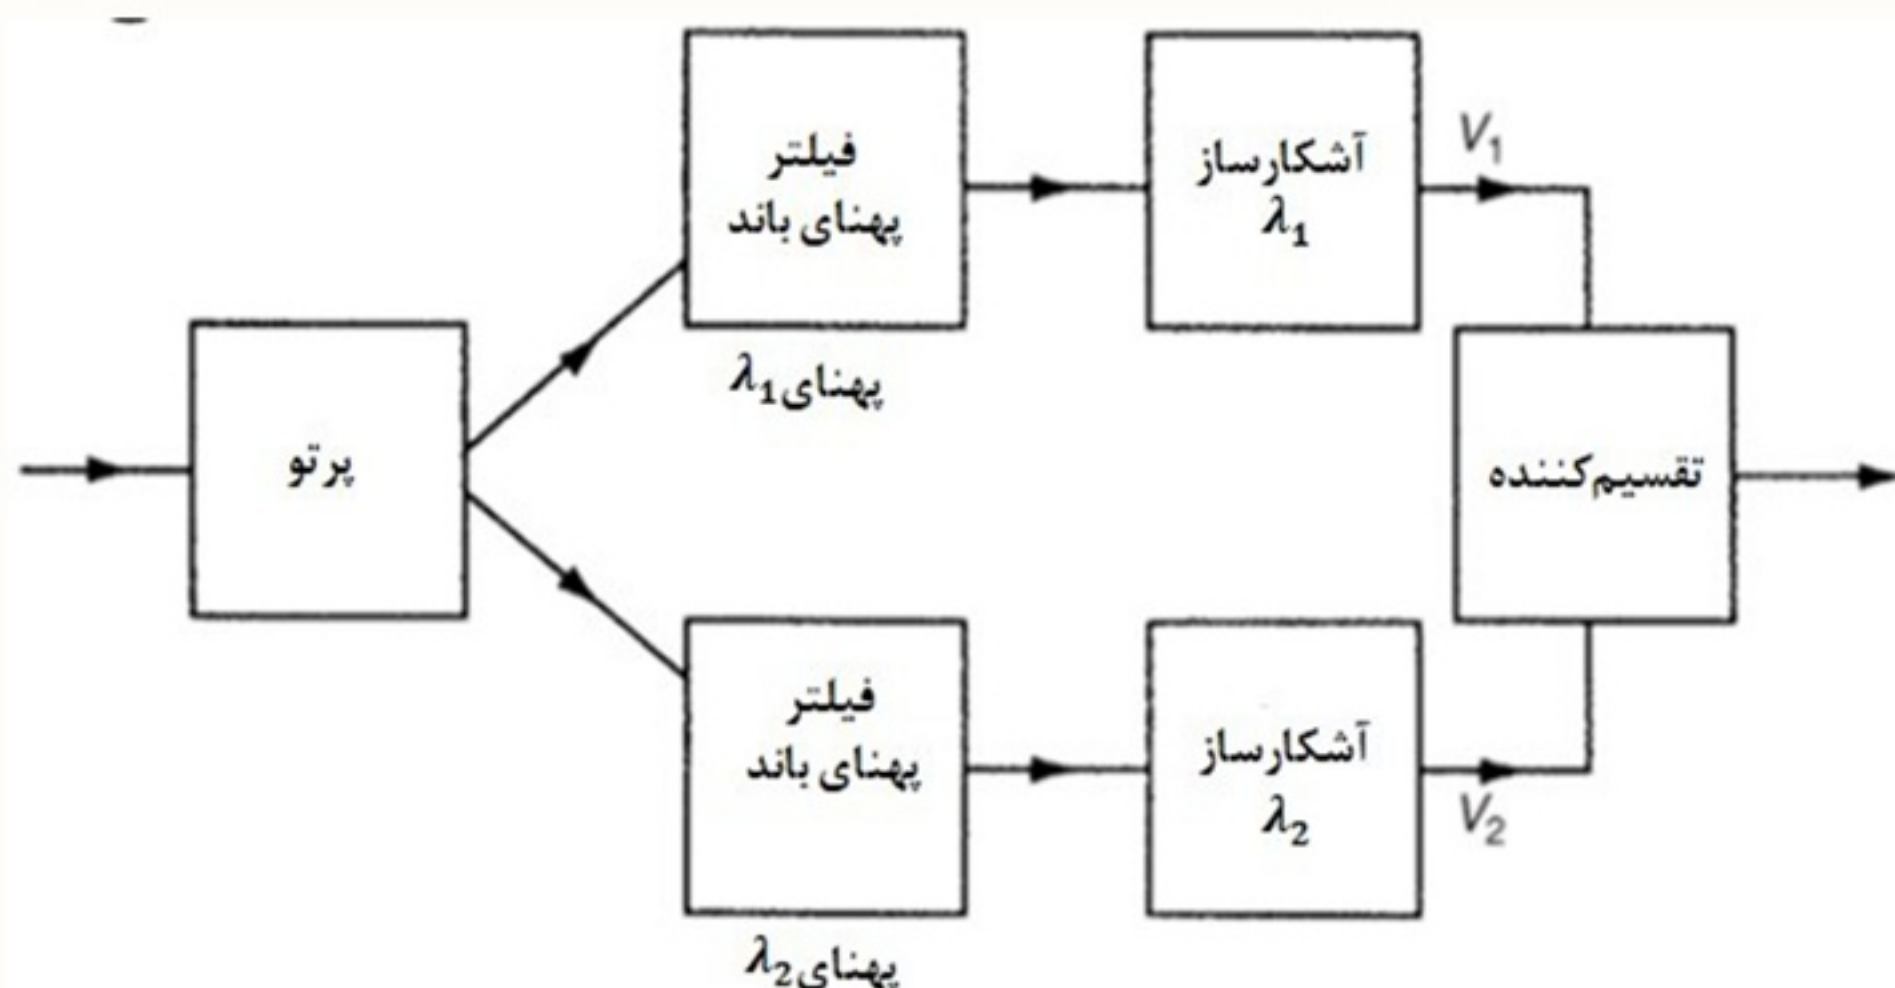 فیلتر
پهنای باند
پهنای λ1
آشکارساز
λ1
V1
پرتو
تقسیم‌کننده
فیلتر
پهنای باند
پهنای λ2
آشکارساز
λ2
V2